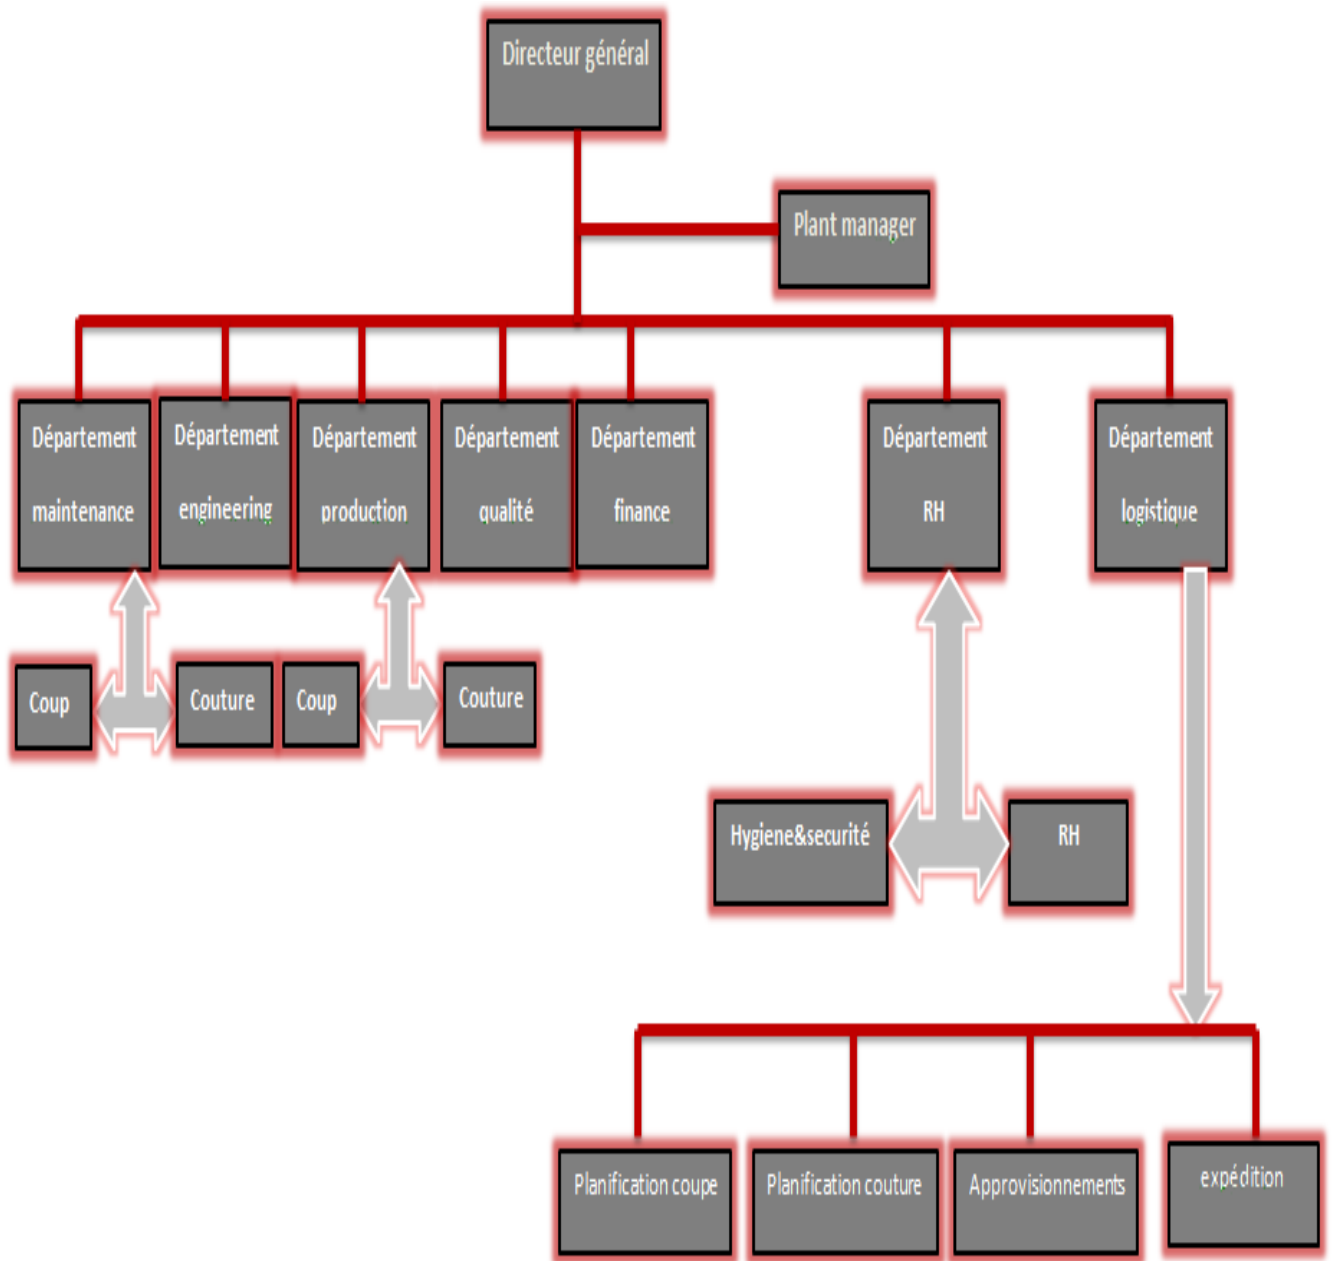 Directeur général
Plant manager
Département
maintenance
Département
engineering
Département
production
Département
qualité
Département
finance
Département
RH
Département
logistique
Coup
Couture
Coup
Couture
Hygiene&securité
RH
Planification coupe
Planification couture
Approvisionnements
expédition